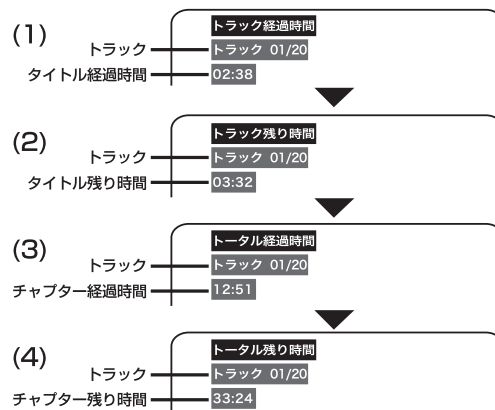 (1)
トラック経過時間
トラック
トラック 01/20
タイトル経過時間
02:38
(2)
トラック残り時間
トラック
トラック 01/20
タイトル残り時間
03:32
(3)
トータル経過時間
トラック
トラック 01/20
チャプター経過時間
12:51
(4)
トータル残り時間
トラック
トラック 01/20
チャプター残り時間
33:24